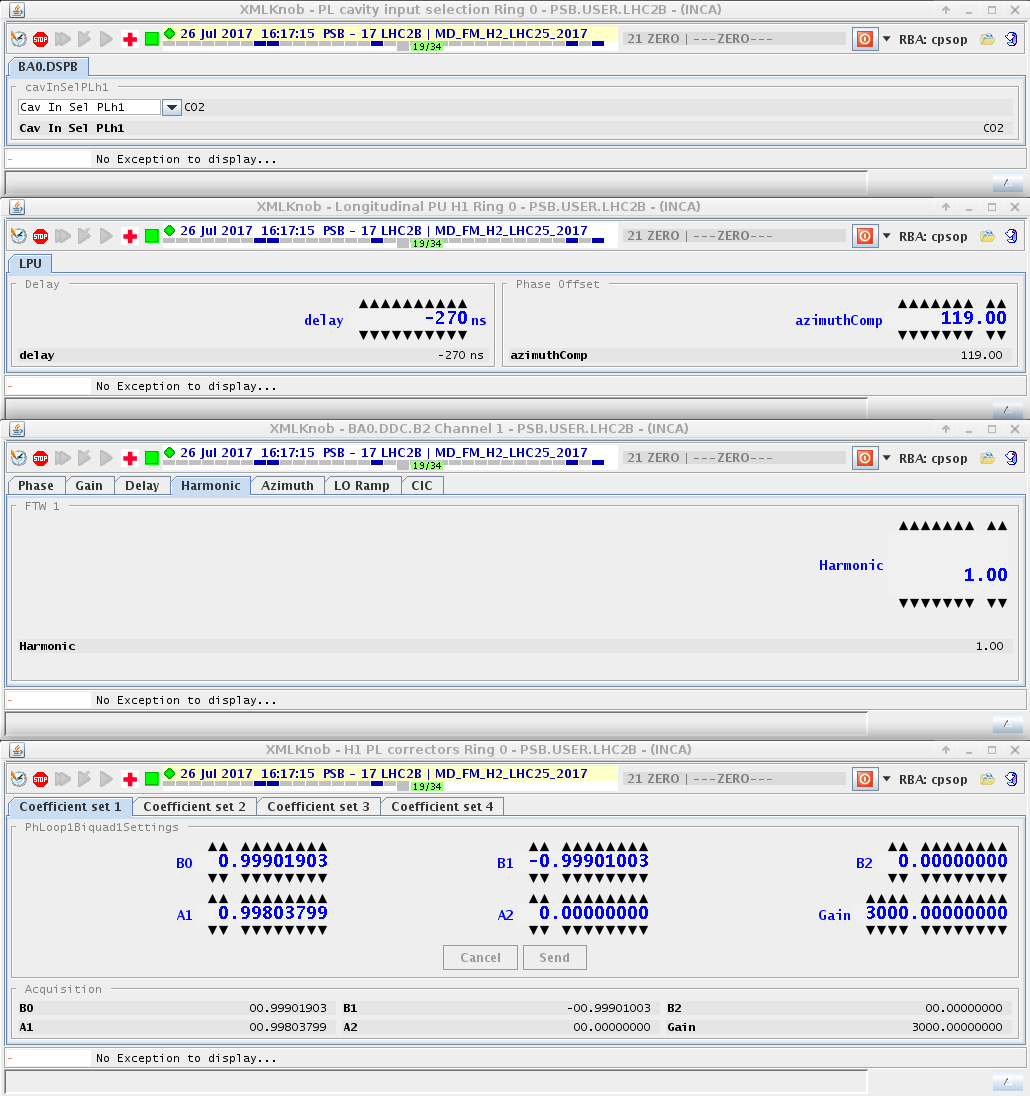 XMLKnob - PL cavity input selection Ring 0 - PSB.USER.LHC2B - (INCA)
STOP 26 Jul 2017 16:17:15 PSB - 17 LHC2B | MD_FM_H2_LHC25_2017 21 ZERO | ---ZERO--- RBA: cpsop
19/34
BA0.DSPB
cavInSelPLh1
Cav In Sel PLh1 CO2
Cav In Sel PLh1 CO2
- No Exception to display...
XMLKnob - Longitudinal PU H1 Ring 0 - PSB.USER.LHC2B - (INCA)
STOP 26 Jul 2017 16:17:15 PSB - 17 LHC2B | MD_FM_H2_LHC25_2017 21 ZERO | ---ZERO--- RBA: cpsop
19/34
LPU
Delay Phase Offset
delay -270 ns azimuthComp 119.00
delay -270 ns azimuthComp 119.00
- No Exception to display...
XMLKnob - BA0.DDC.B2 Channel 1 - PSB.USER.LHC2B - (INCA)
STOP 26 Jul 2017 16:17:15 PSB - 17 LHC2B | MD_FM_H2_LHC25_2017 21 ZERO | ---ZERO--- RBA: cpsop
19/34
Phase Gain Delay Harmonic Azimuth LO Ramp CIC
FTW 1
Harmonic 1.00
Harmonic 1.00
- No Exception to display...
XMLKnob - H1 PL correctors Ring 0 - PSB.USER.LHC2B - (INCA)
STOP 26 Jul 2017 16:17:15 PSB - 17 LHC2B | MD_FM_H2_LHC25_2017 21 ZERO | ---ZERO--- RBA: cpsop
19/34
Coefficient set 1 Coefficient set 2 Coefficient set 3 Coefficient set 4
PhLoop1Biquad1Settings
B0 0.99901903 B1 -0.99901003 B2 0.00000000
A1 0.99803799 A2 0.00000000 Gain 3000.00000000
Cancel Send
Acquisition
B0 00.99901903 B1 -00.99901003 B2 00.00000000
A1 00.99803799 A2 00.00000000 Gain 3000.00000000
- No Exception to display...